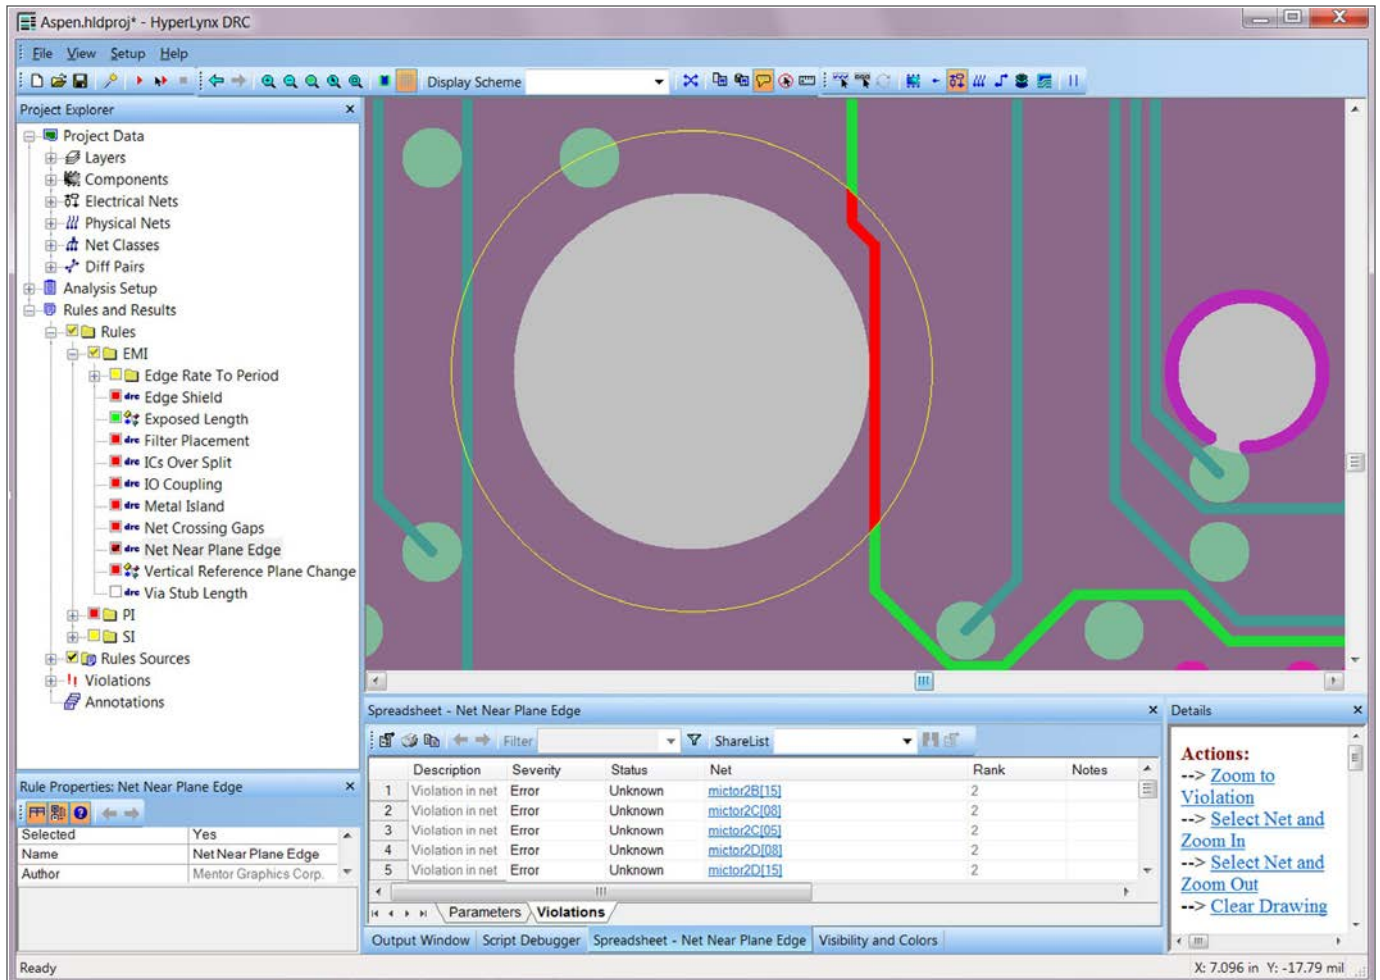 Aspen.hldproj* - HyperLynx DRC
File View Setup Help
Display Scheme
Project Explorer
Project Data
Layers
Components
Electrical Nets
Physical Nets
Net Classes
Diff Pairs
Analysis Setup
Rules and Results
Rules
EMI
Edge Rate To Period
drc Edge Shield
Exposed Length
drc Filter Placement
drc ICs Over Split
drc IO Coupling
drc Metal Island
drc Net Crossing Gaps
drc Net Near Plane Edge
Vertical Reference Plane Change
drc Via Stub Length
PI
SI
Rules Sources
Violations
Annotations
Rule Properties: Net Near Plane Edge
Selected Yes
Name Net Near Plane Edge
Author Mentor Graphics Corp.
Spreadsheet - Net Near Plane Edge
Filter ShareList
Description Severity Status Net Rank Notes
1 Violation in net Error Unknown mictor2B[15] 2
2 Violation in net Error Unknown mictor2C[08] 2
3 Violation in net Error Unknown mictor2C[05] 2
4 Violation in net Error Unknown mictor2D[08] 2
5 Violation in net Error Unknown mictor2D[15] 2
Parameters Violations
Output Window Script Debugger Spreadsheet - Net Near Plane Edge Visibility and Colors
Details
Actions:
--> Zoom to
Violation
--> Select Net and
Zoom In
--> Select Net and
Zoom Out
--> Clear Drawing
Ready
X: 7.096 in Y: -17.79 mil